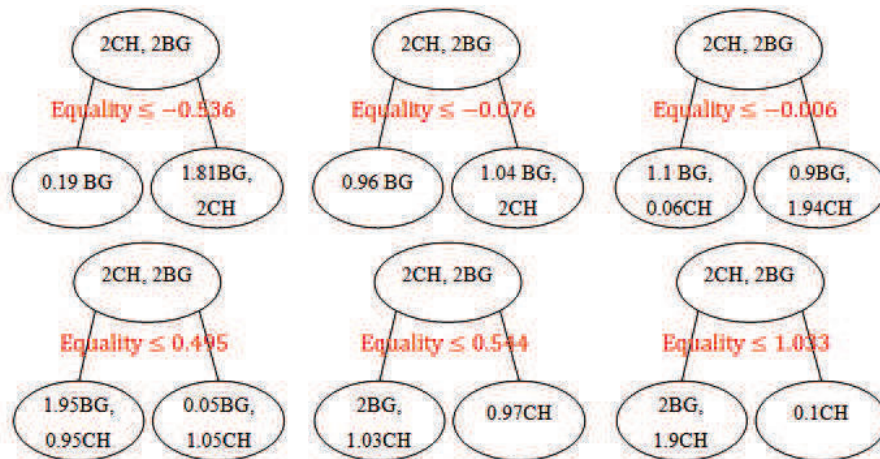 2CH, 2BG
Equality ≤ −0.536
0.19 BG
1.81BG,
2CH
2CH, 2BG
Equality ≤ −0.076
0.96 BG
1.04 BG,
2CH
2CH, 2BG
Equality ≤ −0.006
1.1 BG,
0.06CH
0.9BG,
1.94CH
2CH, 2BG
Equality ≤ 0.495
1.95BG,
0.95CH
0.05BG,
1.05CH
2CH, 2BG
Equality ≤ 0.544
2BG,
1.03CH
0.97CH
2CH, 2BG
Equality ≤ 1.033
2BG,
1.9CH
0.1CH